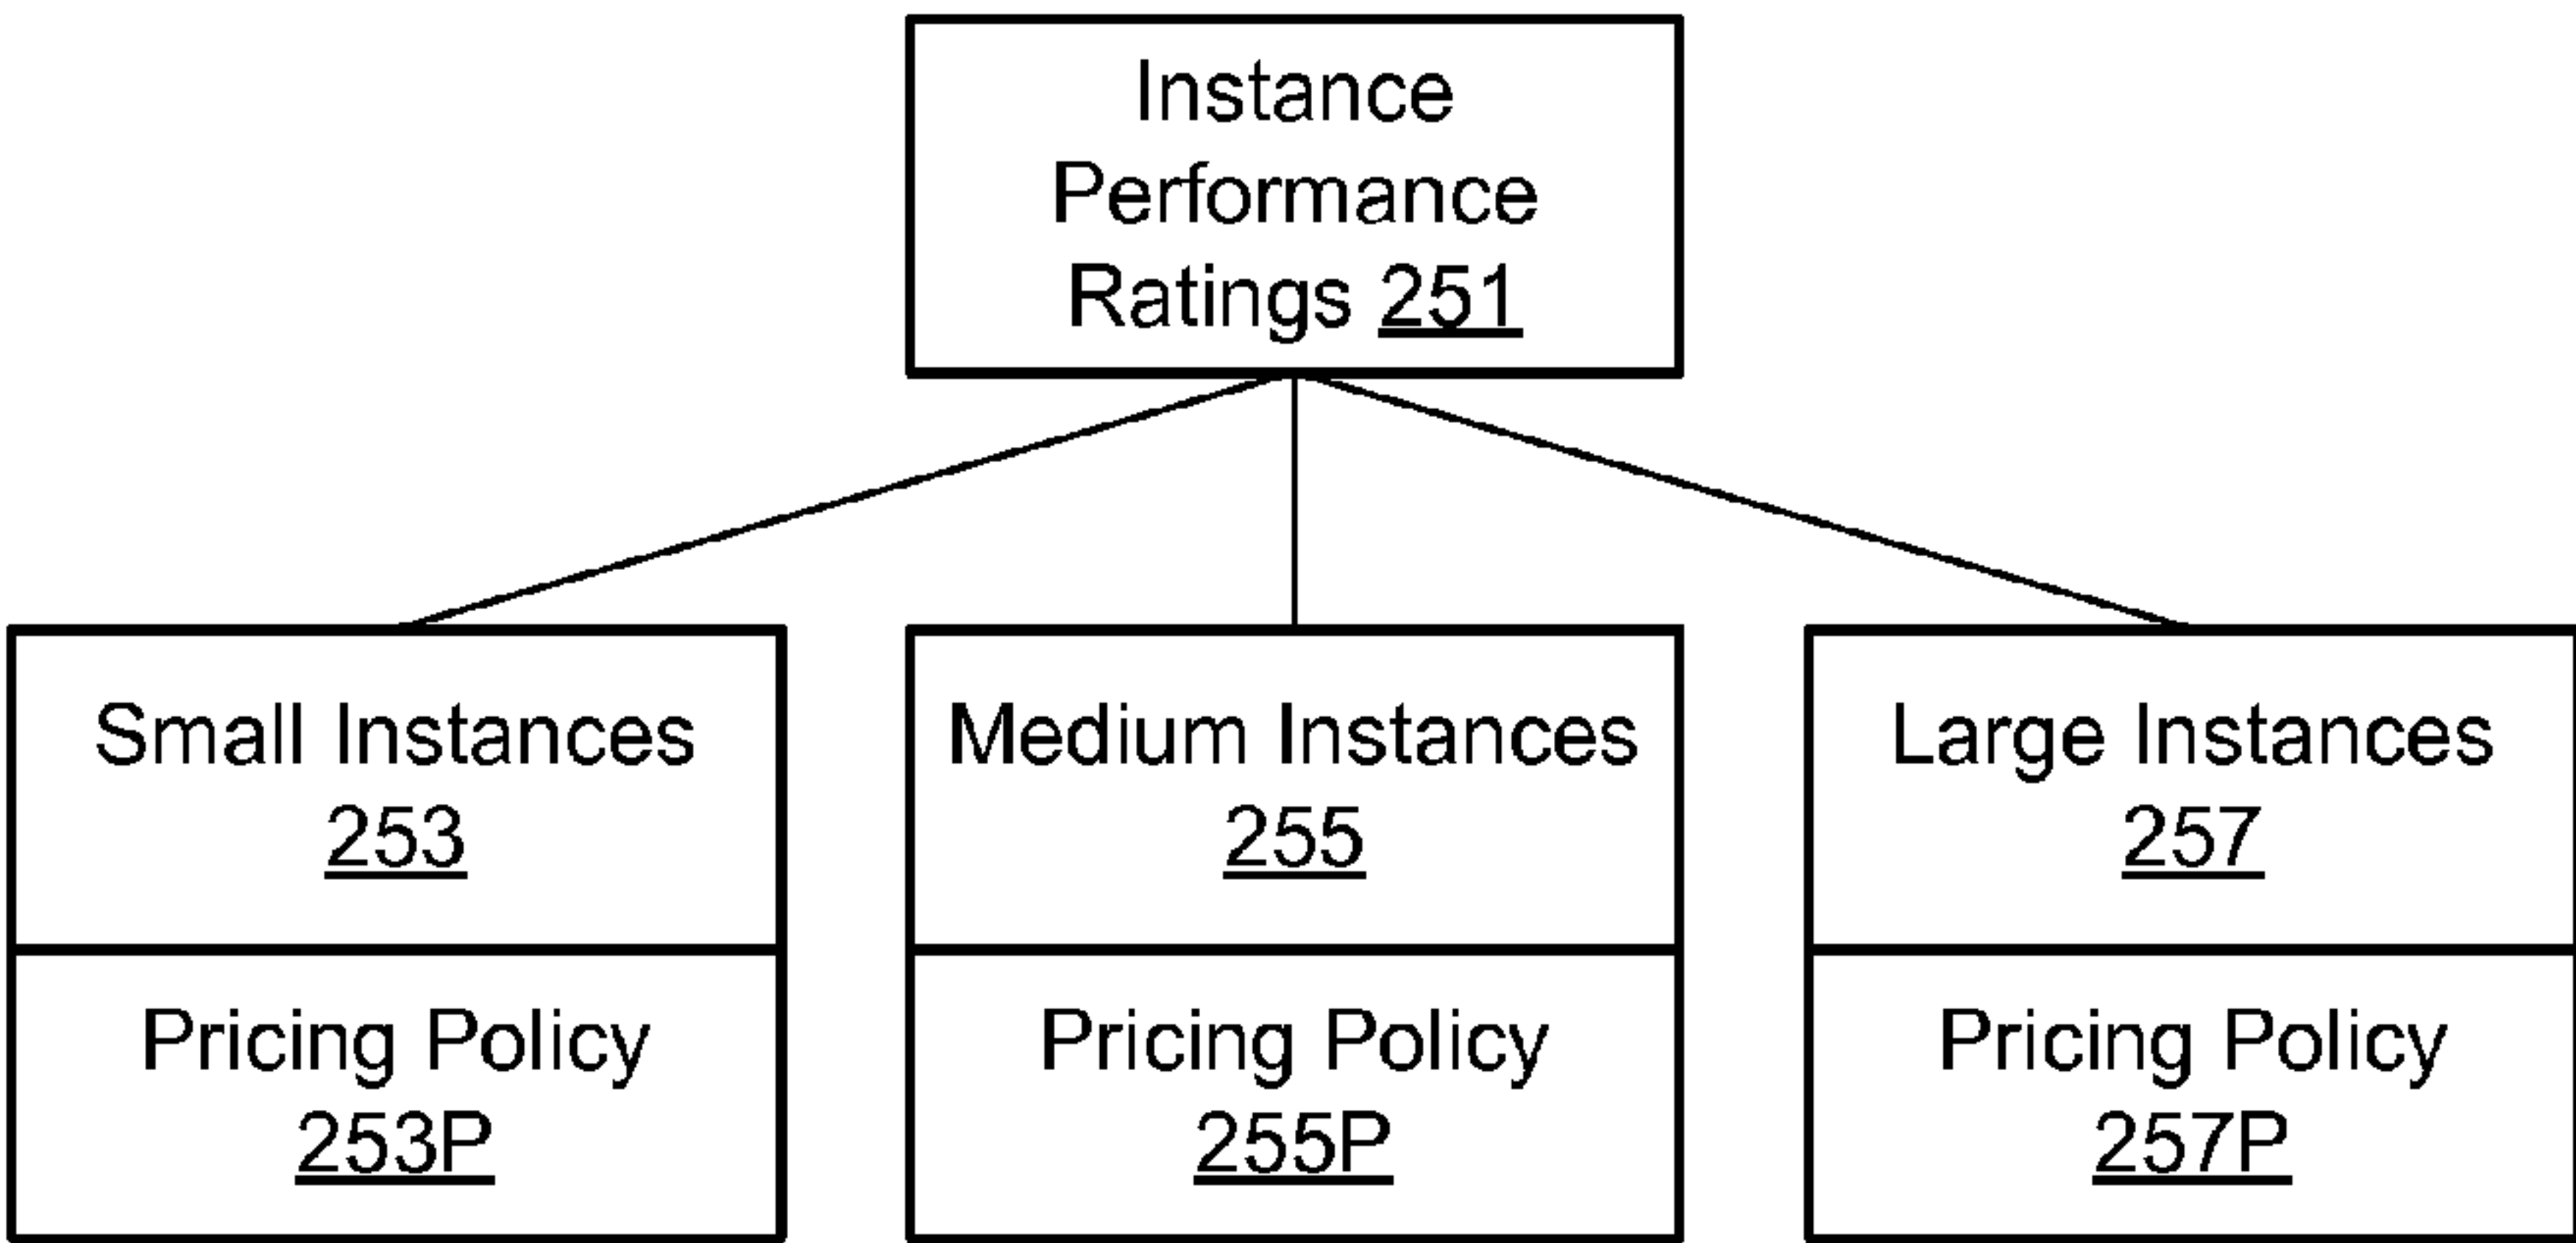 Instance
Performance
Ratings 251
Small Instances
253
Pricing Policy
253P
Medium Instances
255
Pricing Policy
255P
Large Instances
257
Pricing Policy
257P